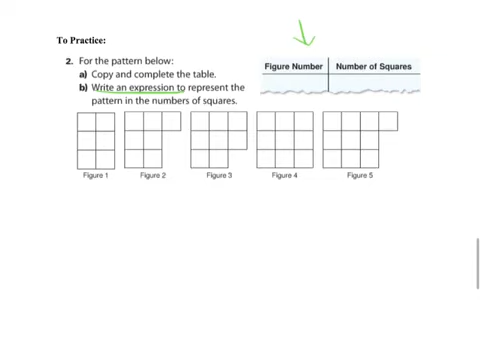 To Practice:
2. For the pattern below:
a) Copy and complete the table.
b) Write an expression to represent the
pattern in the numbers of squares.
Figure Number Number of Squares
Figure 1 Figure 2 Figure 3 Figure 4 Figure 5